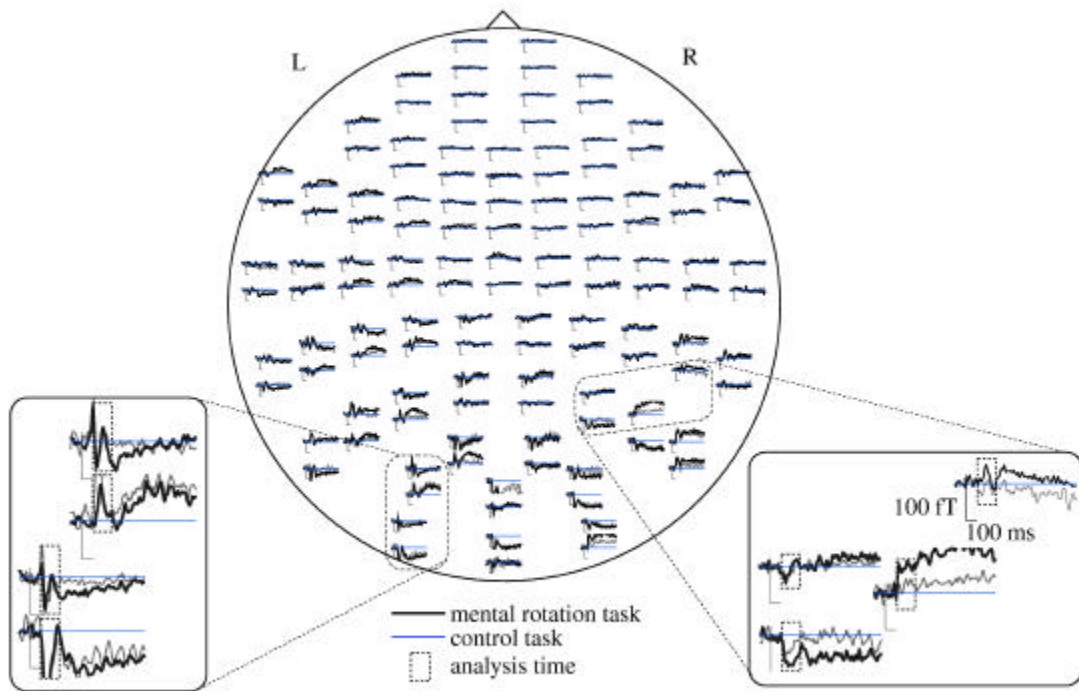 L
R
100 fT
100 ms
mental rotation task
control task
analysis time